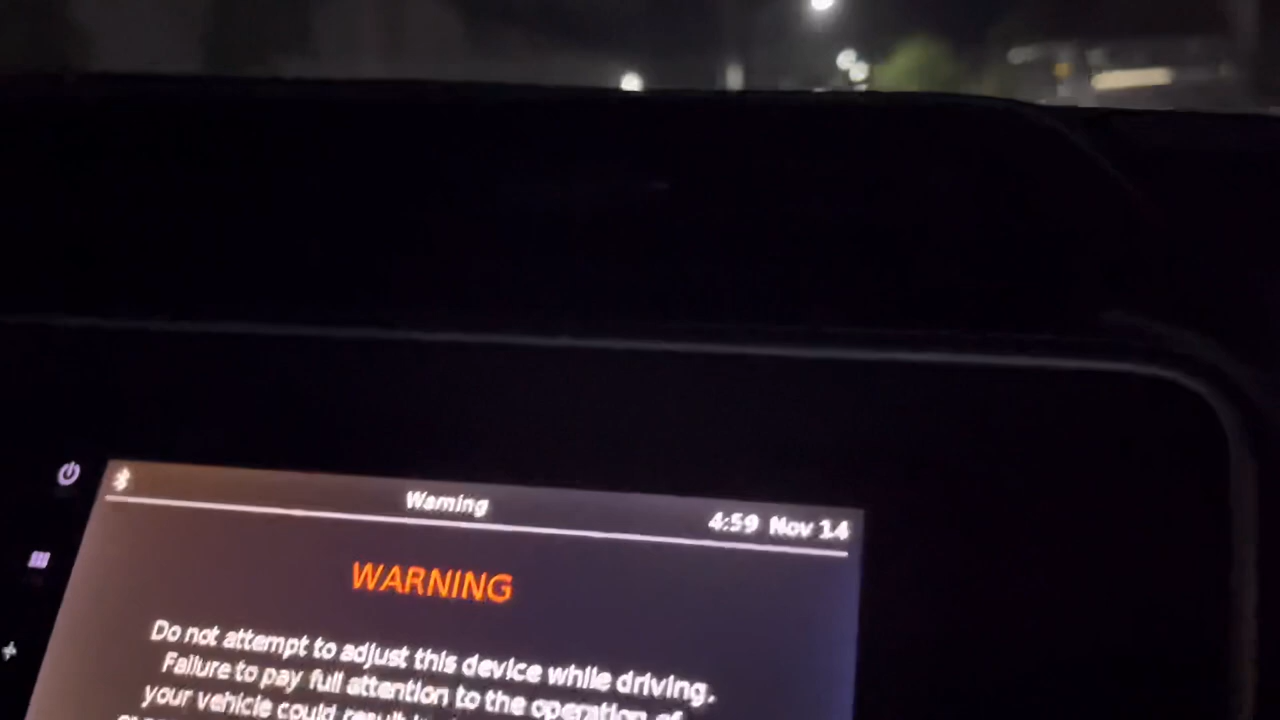 Warning
4:59 Nov 14
WARNING
Do not attempt to adjust this device while driving.
Failure to pay full attention to the operation of
your vehicle could result